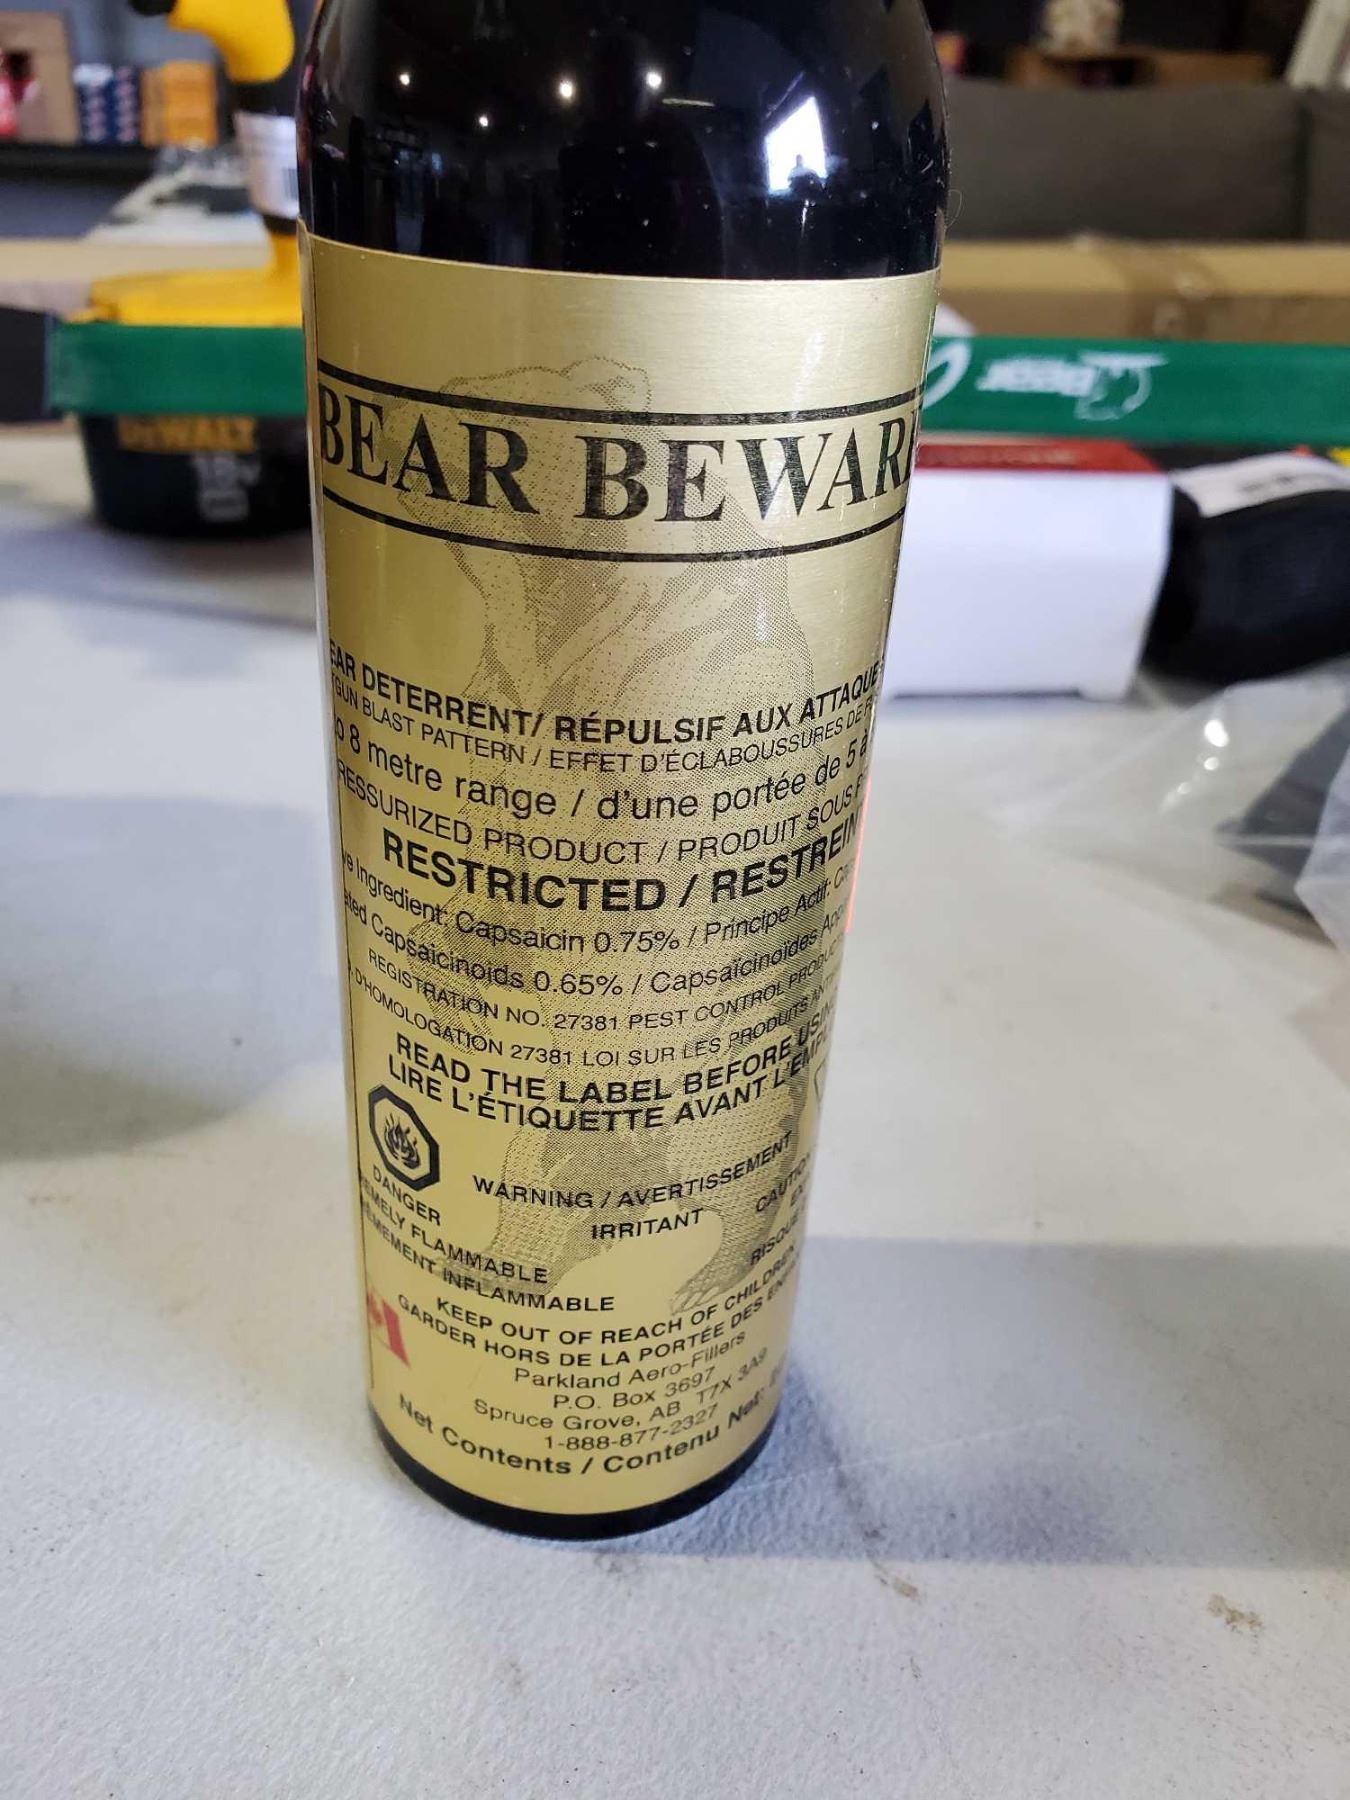 BEAR BEWAR
EAR DETERRENT/ RÉPULSIF AUX ATTAQUE
GUN BLAST PATTERN / EFFET D'ÉCLABOUSSURES DE
8 metre range / d'une portée de 5 à
RESSURIZED PRODUCT / PRODUIT SOUS P
RESTRICTED / RESTREIN
e Ingredient: Capsaicin 0.75% / Principe Actif:
ted Capsaicinoids 0.65% / Capsaïcinoïdes
REGISTRATION NO. 27381 PEST CONTROL PRODUC
D'HOMOLOGATION 27381 LOI SUR LES PRODUITS ANT
READ THE LABEL BEFORE USIN
LIRE L'ÉTIQUETTE AVANT L'EMP
DANGER
WARNING / AVERTISSEMENT
CAUTIO
EMELY FLAMMABLE
IRRITANT
EMEMENT INFLAMMABLE
RISQUE
KEEP OUT OF REACH OF CHILDREN
GARDER HORS DE LA PORTÉE DES EN
Parkland Aero-Fillers
P.O. Box 3697
Spruce Grove, AB T7X 3A9
1-888-877-2327
Net Contents / Contenu Net:
DEWALT
18V